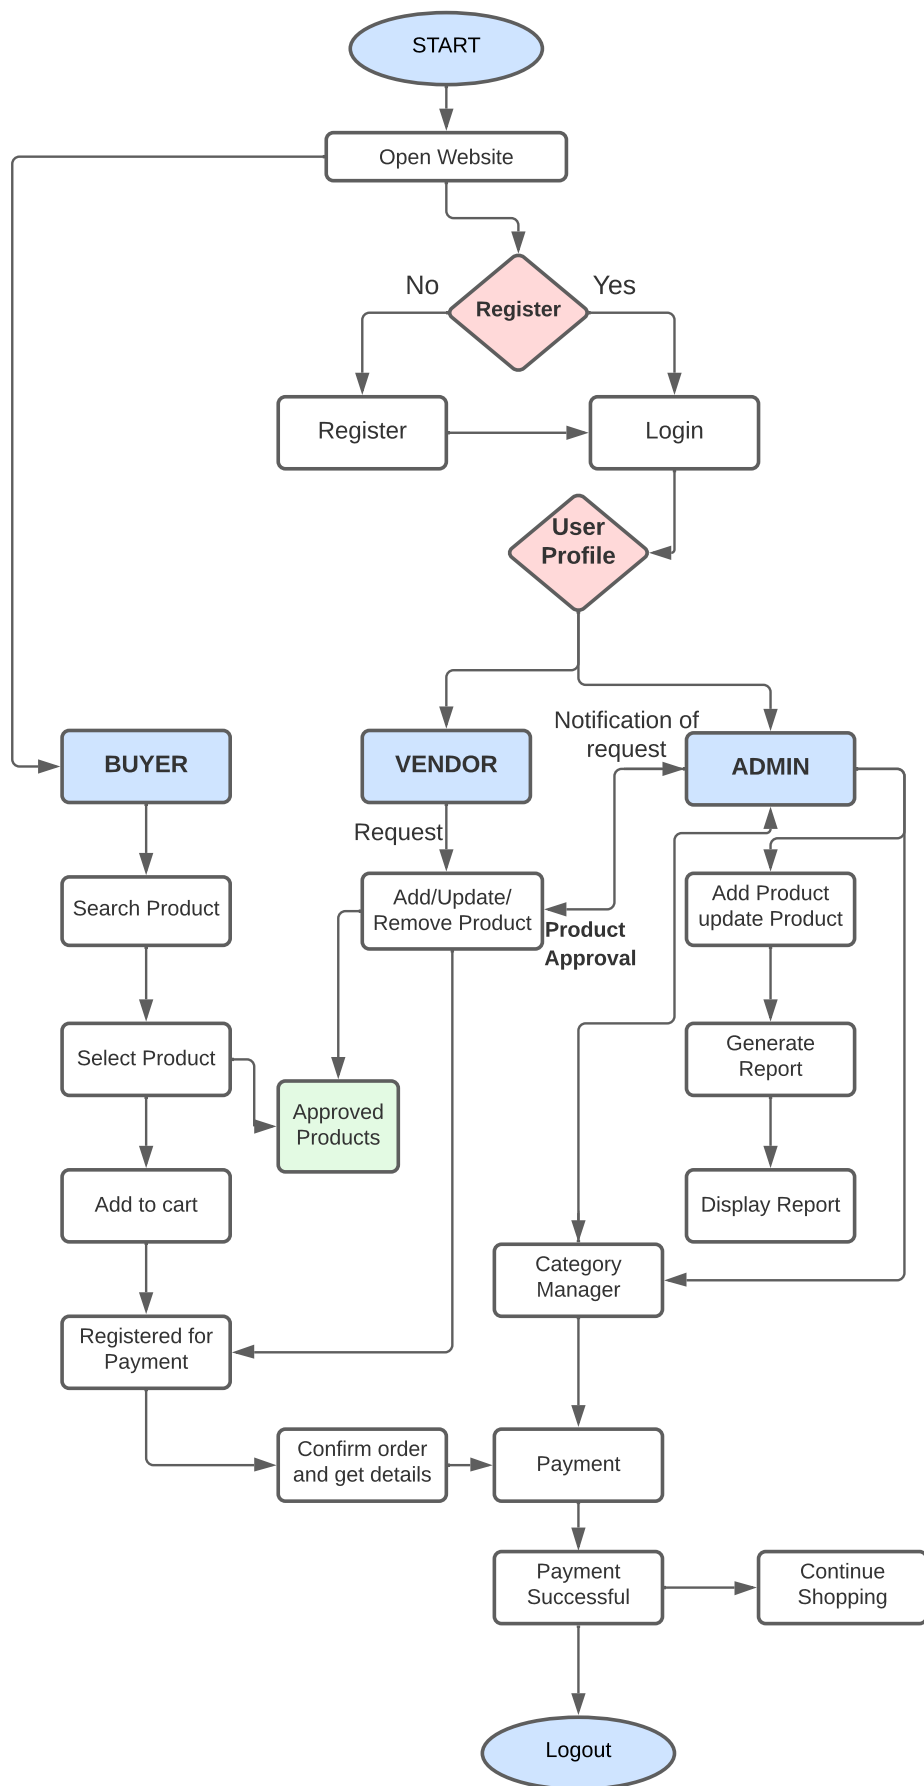 START
Open Website
No
Yes
Register
Register
Login
User
Profile
Notification of
request
BUYER
VENDOR
ADMIN
Request
Search Product
Add/Update/
Remove Product
Add Product
update Product
Product
Approval
Select Product
Generate
Report
Approved
Products
Add to cart
Display Report
Category
Manager
Registered for
Payment
Confirm order
and get details
Payment
Payment
Successful
Continue
Shopping
Logout